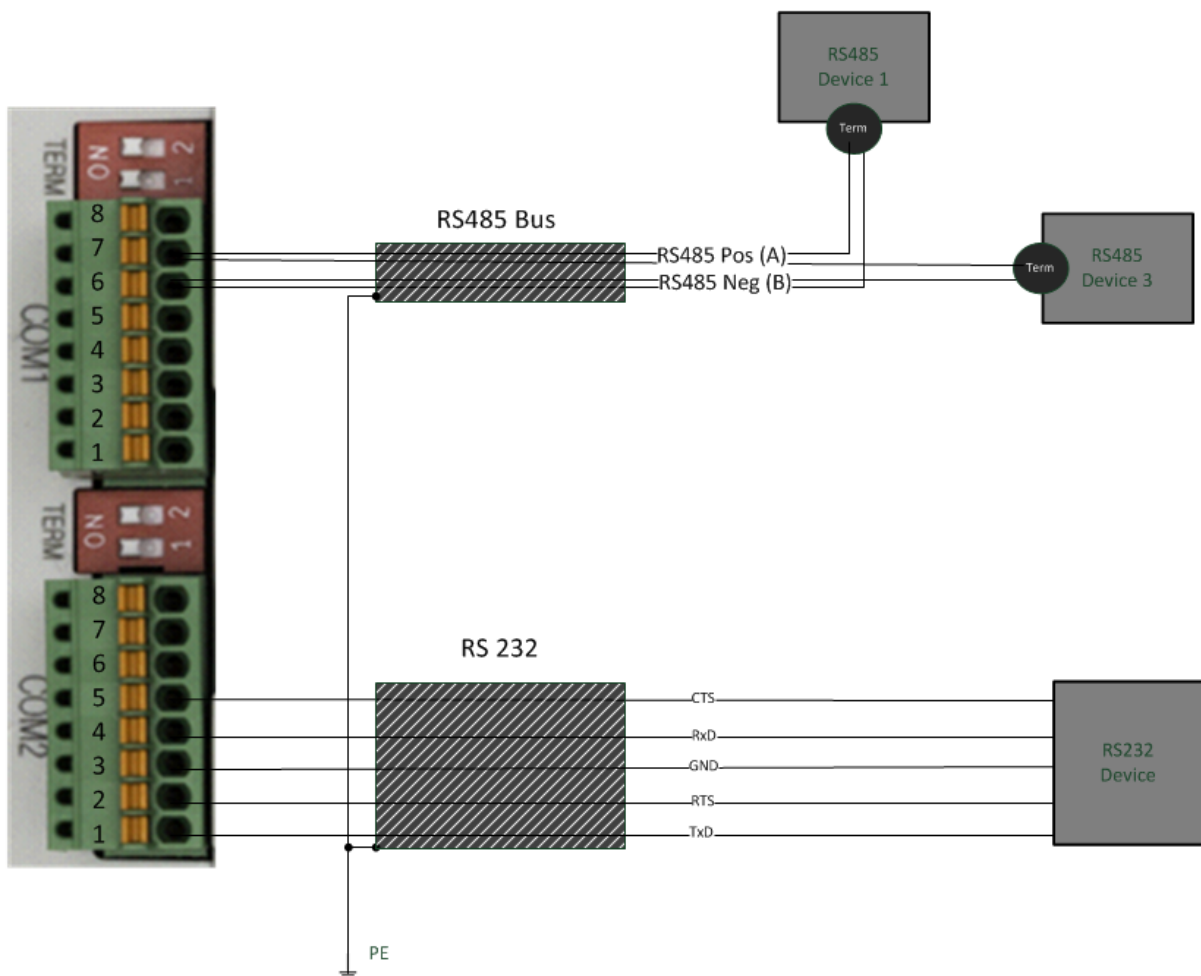 RS485
Device 1
TERM
ON
2
1
RS485 Bus
8
7
6
5
4
3
2
1
COM1
RS485 Pos (A)
RS485 Neg (B)
Term
Term
RS485
Device 3
TERM
ON
2
1
RS 232
8
7
6
5
4
3
2
1
COM2
CTS
RxD
GND
RTS
TxD
RS232
Device
PE